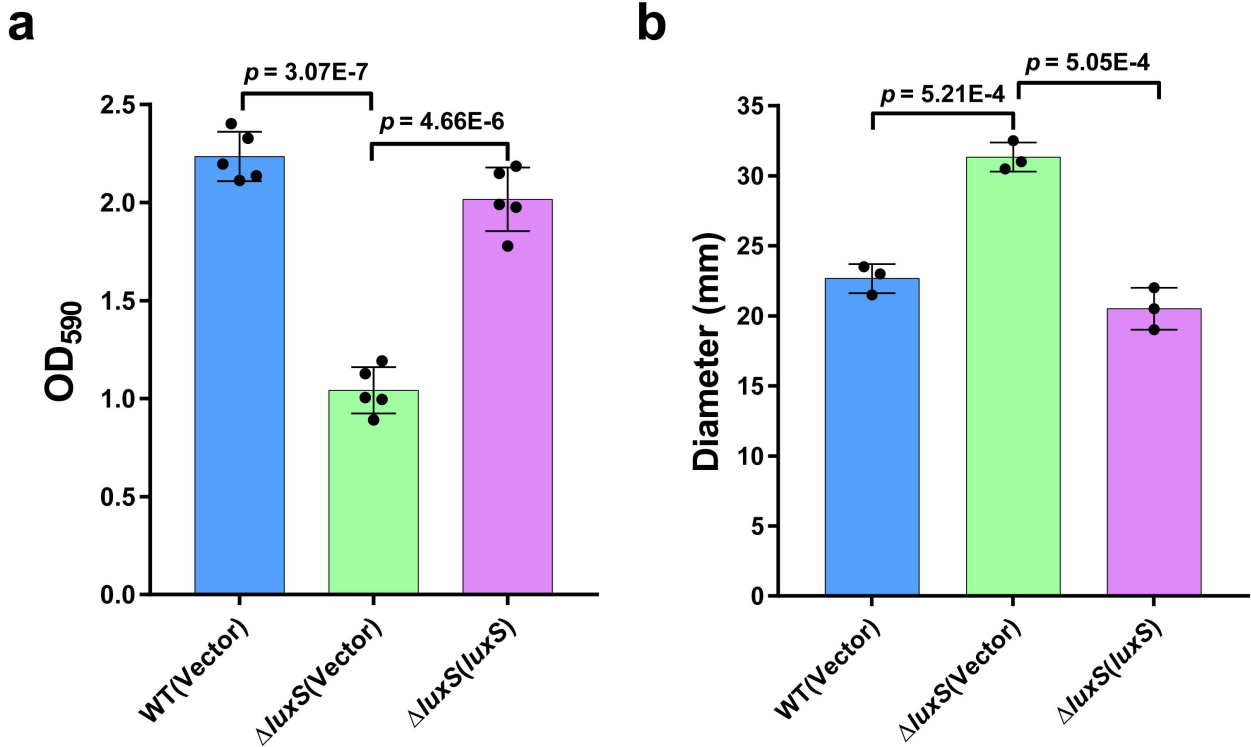 a
p = 3.07E-7
p = 4.66E-6
2.5
2.0
1.5
1.0
0.5
0.0
OD590
WT(Vector)
ΔluxS(Vector)
ΔluxS(luxS)
b
p = 5.05E-4
p = 5.21E-4
35
30
25
20
15
10
5
0
Diameter (mm)
WT(Vector)
ΔluxS(Vector)
ΔluxS(luxS)